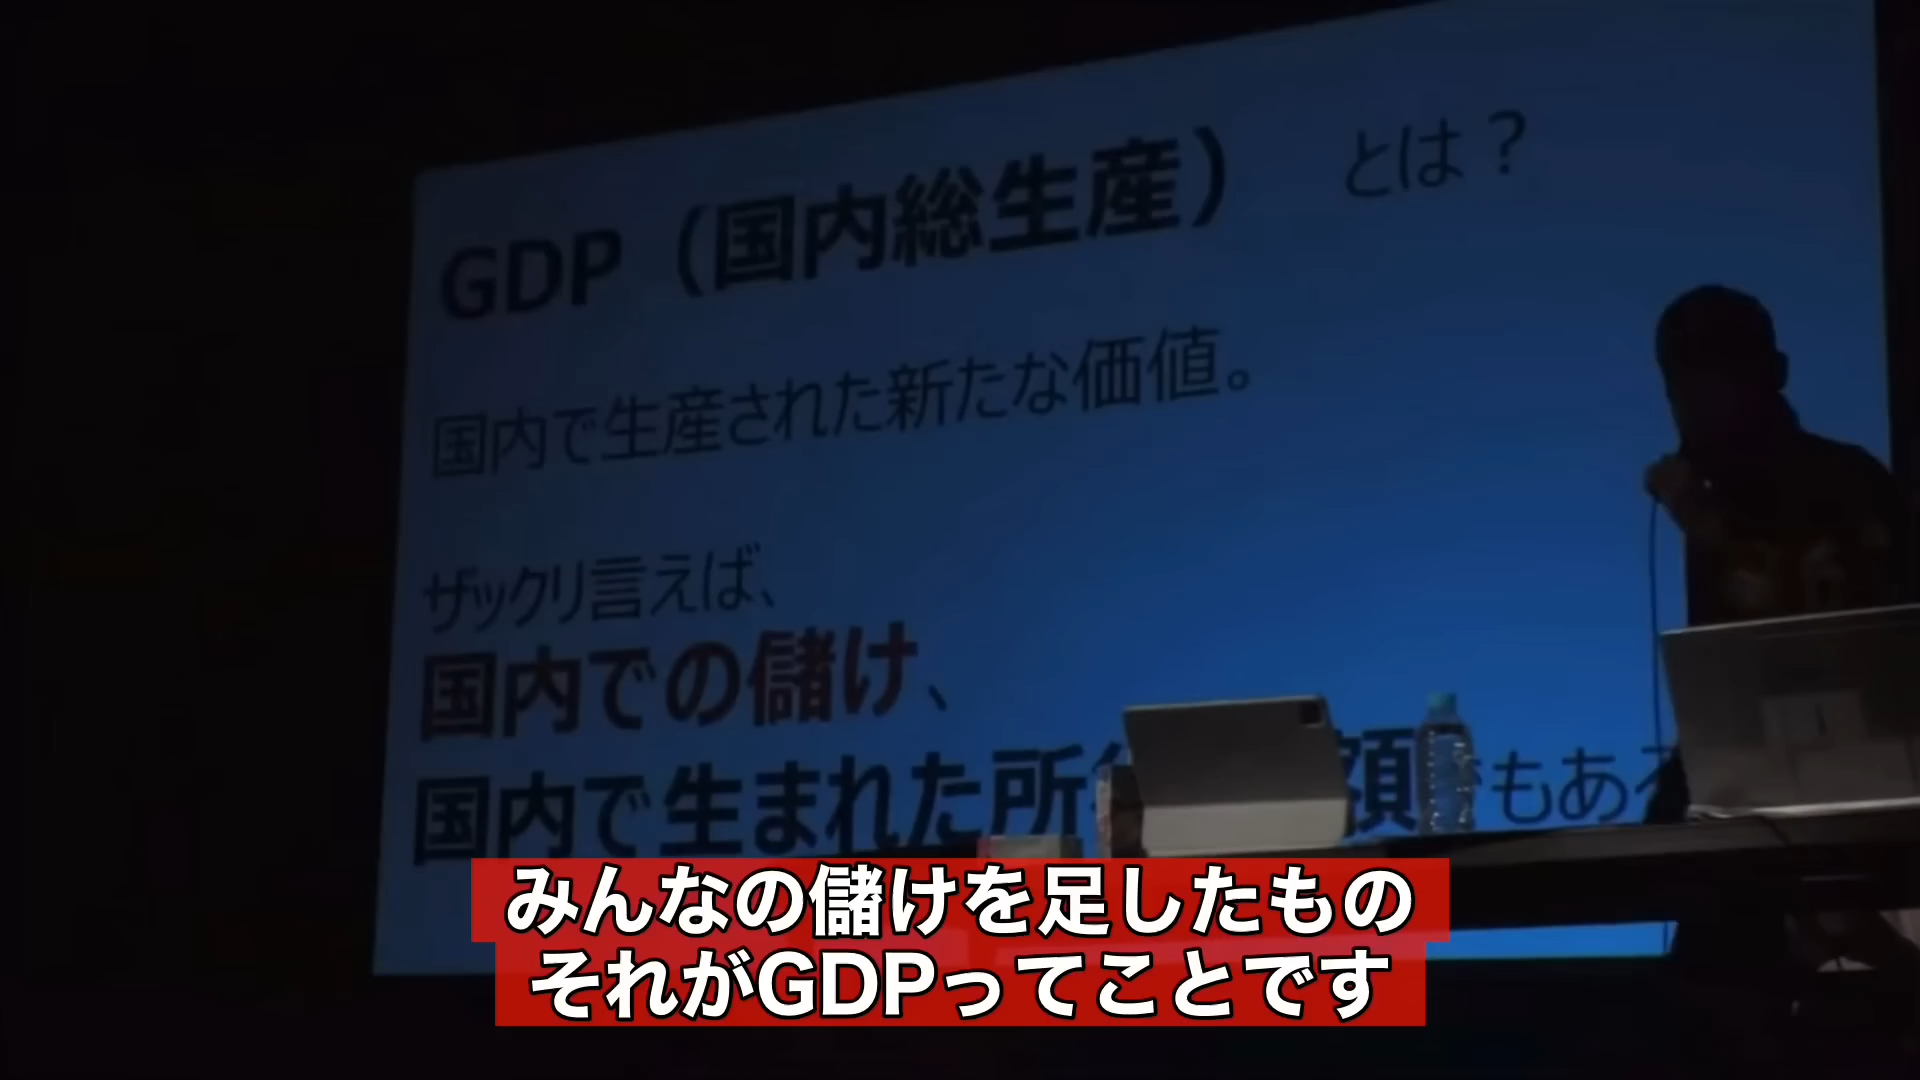 GDP（国内総生産） とは？
国内で生産された新たな価値。
ザックリ言えば、
国内での儲け、
国内で生まれた所 額 もあ
みんなの儲けを足したもの
それがGDPってことです